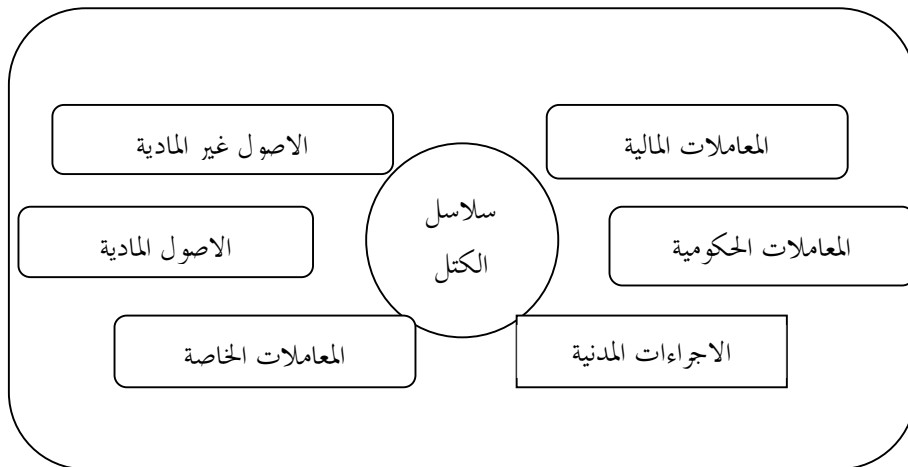 المعاملات المالية
الاصول غير المادية
سلاسل
الكتل
المعاملات الحكومية
الاصول المادية
الاجراءات المدنية
المعاملات الخاصة